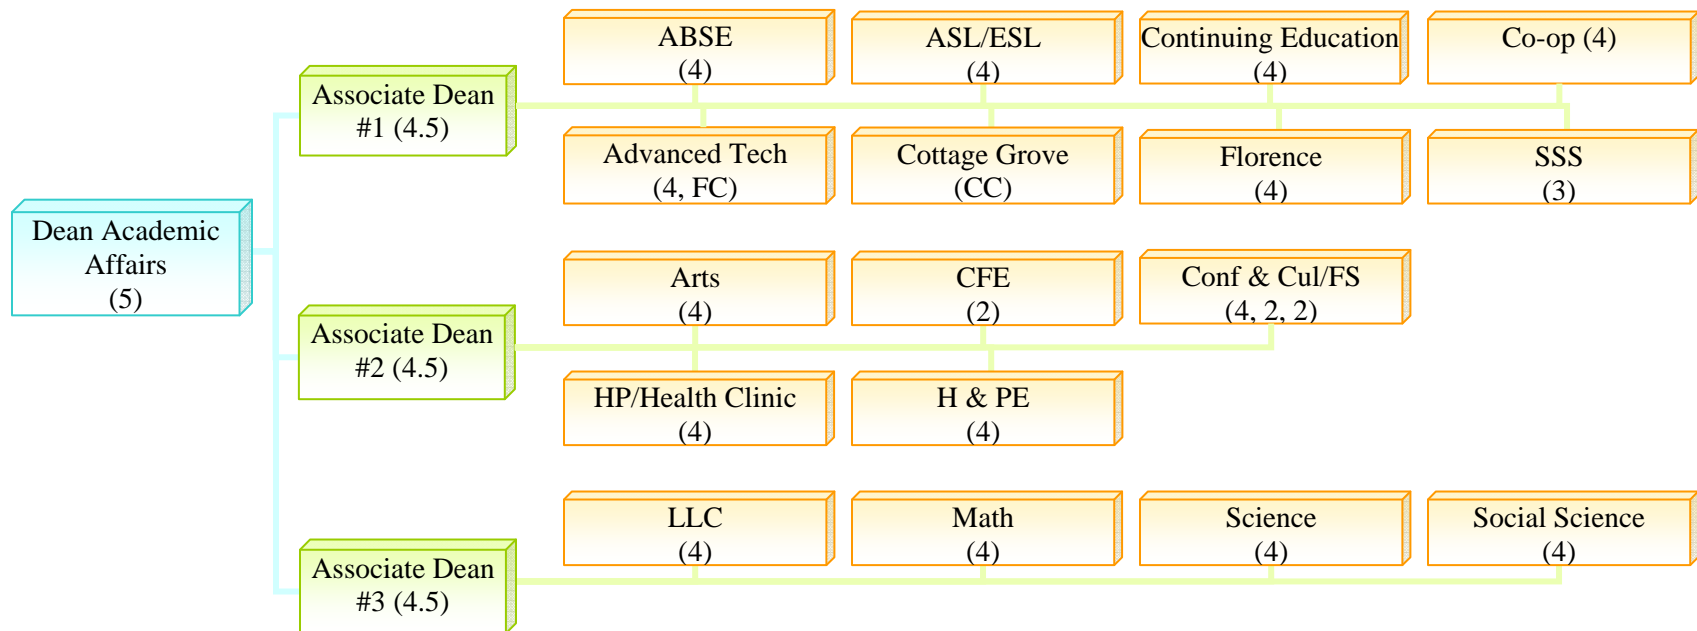 Dean Academic
Affairs
(5)
Associate Dean
#1 (4.5)
ABSE
(4)
ASL/ESL
(4)
Continuing Education
(4)
Co-op (4)
Advanced Tech
(4, FC)
Cottage Grove
(CC)
Florence
(4)
SSS
(3)
Associate Dean
#2 (4.5)
Arts
(4)
CFE
(2)
Conf & Cul/FS
(4, 2, 2)
HP/Health Clinic
(4)
H & PE
(4)
Associate Dean
#3 (4.5)
LLC
(4)
Math
(4)
Science
(4)
Social Science
(4)